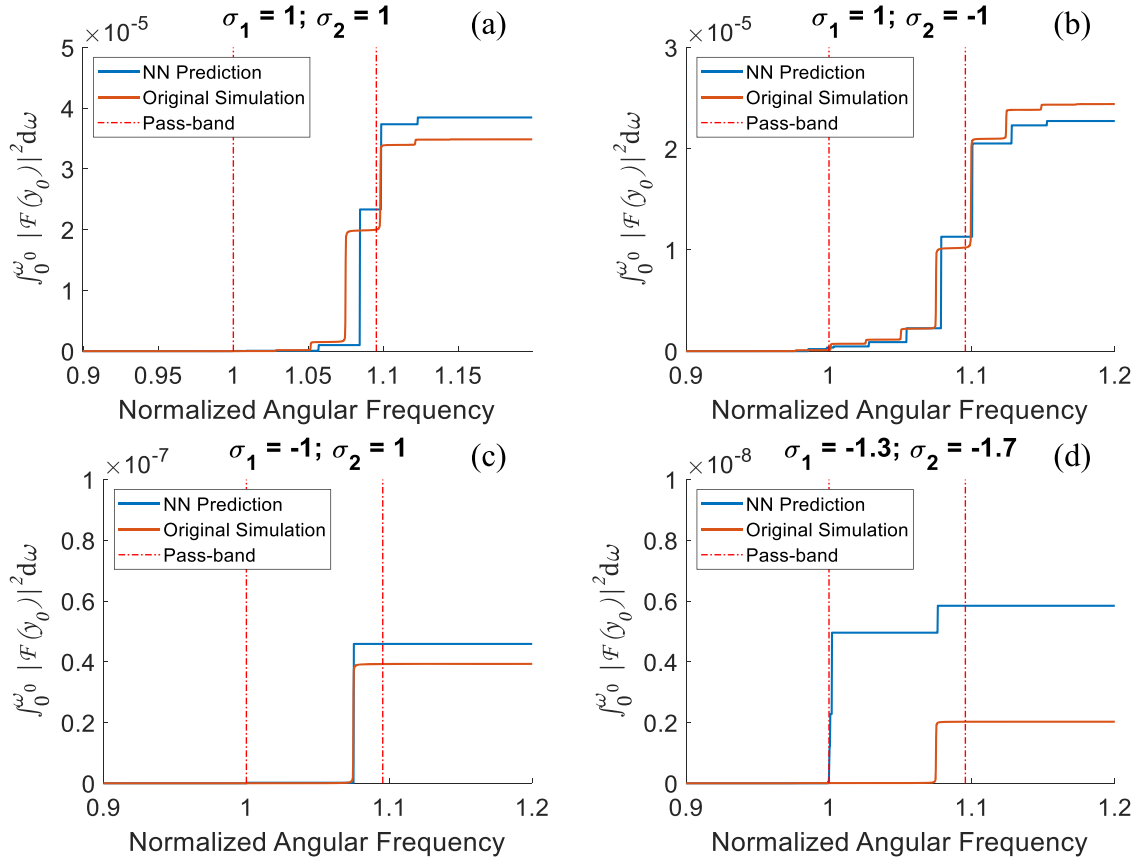 σ₁ = 1; σ₂ = 1 (a)
×10⁻⁵
5
4
3
2
1
0
∫₀^ω₀ |ℱ(y₀)|²dω
NN Prediction
Original Simulation
Pass-band
0.9 0.95 1 1.05 1.1 1.15
Normalized Angular Frequency
σ₁ = 1; σ₂ = -1 (b)
×10⁻⁵
3
2
1
0
∫₀^ω₀ |ℱ(y₀)|²dω
NN Prediction
Original Simulation
Pass-band
0.9 1 1.1 1.2
Normalized Angular Frequency
σ₁ = -1; σ₂ = 1 (c)
×10⁻⁷
1
0.8
0.6
0.4
0.2
0
∫₀^ω₀ |ℱ(y₀)|²dω
NN Prediction
Original Simulation
Pass-band
0.9 1 1.1 1.2
Normalized Angular Frequency
σ₁ = -1.3; σ₂ = -1.7 (d)
×10⁻⁸
1
0.8
0.6
0.4
0.2
0
∫₀^ω₀ |ℱ(y₀)|²dω
NN Prediction
Original Simulation
Pass-band
0.9 1 1.1 1.2
Normalized Angular Frequency